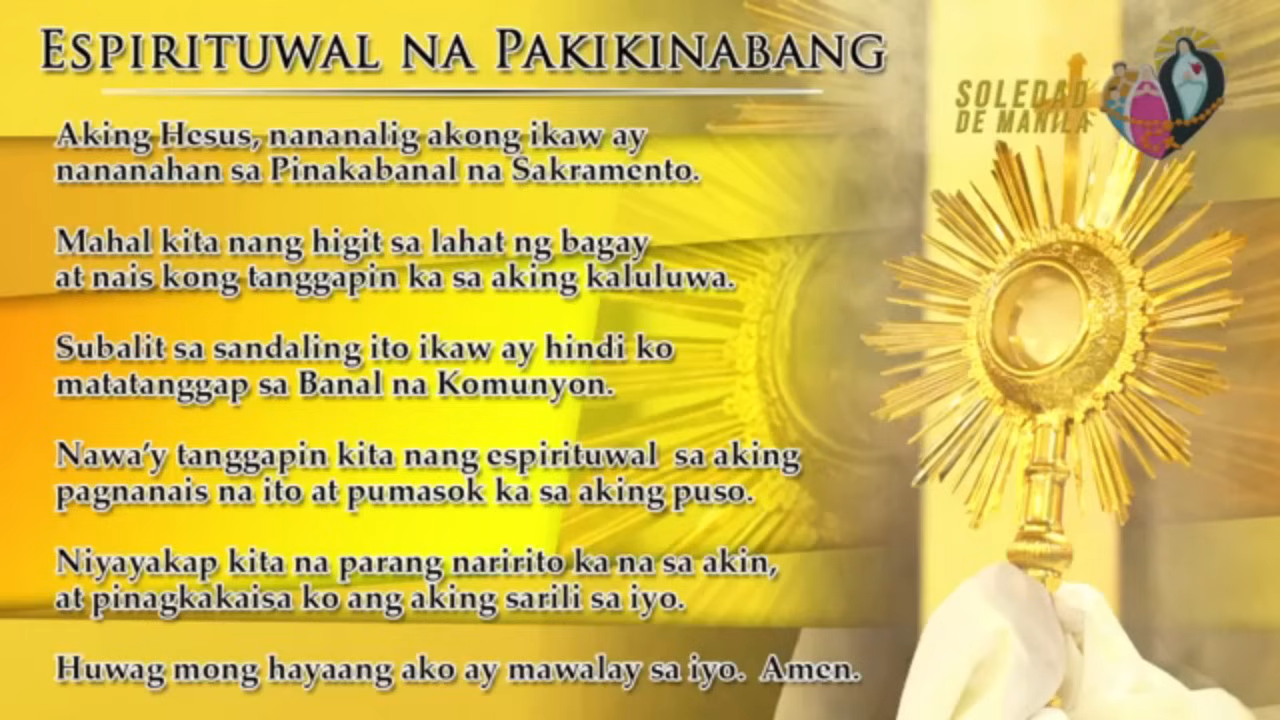 ESPIRITUWAL NA PAKIKINABANG
SOLEDAD
DE MANILA
Aking Hesus, nananalig akong ikaw ay
nananahan sa Pinakabanal na Sakramento.
Mahal kita nang higit sa lahat ng bagay
at nais kong tanggapin ka sa aking kaluluwa.
Subalit sa sandaling ito ikaw ay hindi ko
matatanggap sa Banal na Komunyon.
Nawa'y tanggapin kita nang espirituwal sa aking
pagnanais na ito at pumasok ka sa aking puso.
Niyayakap kita na parang naririto ka na sa akin,
at pinagkakaisa ko ang aking sarili sa iyo.
Huwag mong hayaang ako ay mawalay sa iyo. Amen.